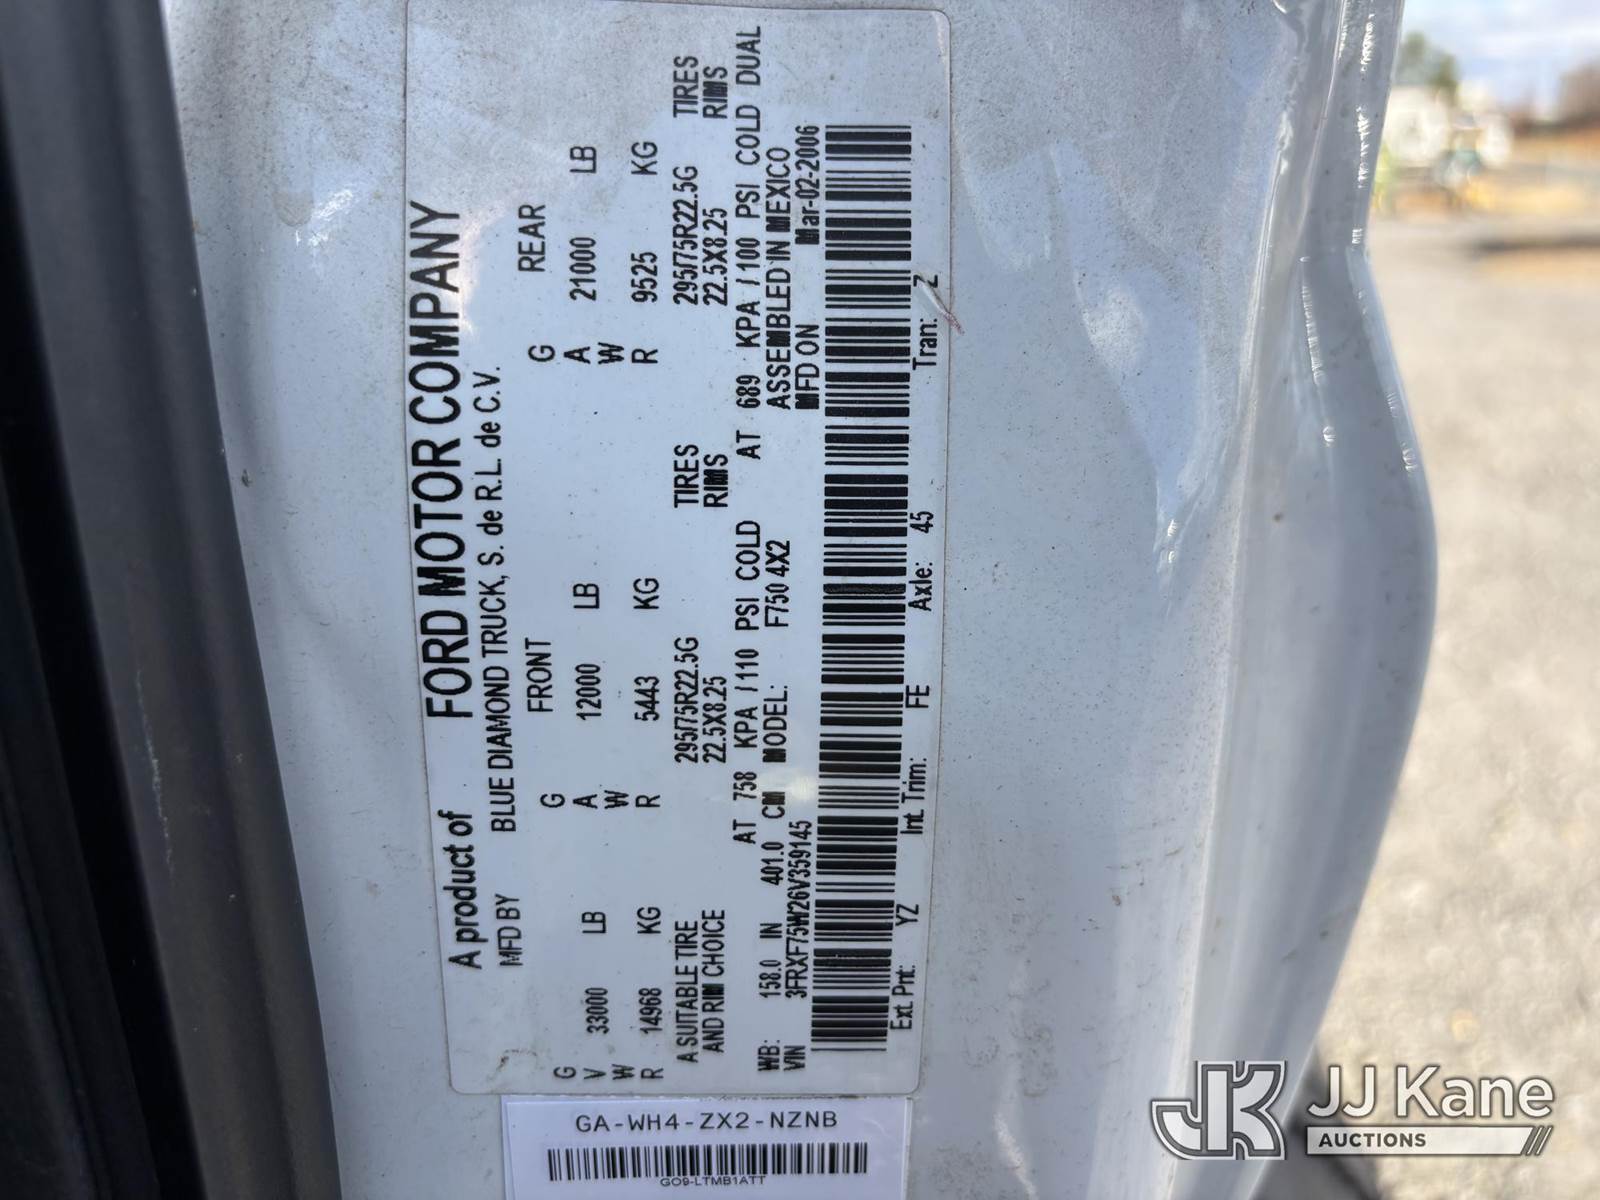 A product of FORD MOTOR COMPANY
MFD BY BLUE DIAMOND TRUCK, S. de R.L. de C.V.
FRONT REAR
GVWR 33000 LB GAWR 12000 LB GAWR 21000 LB
14968 KG 5443 KG 9525 KG
A SUITABLE TIRE 295/75R22.5G TIRES 295/75R22.5G TIRES
AND RIM CHOICE 22.5X8.25 RIMS 22.5X8.25 RIMS
AT 758 KPA / 110 PSI COLD AT 689 KPA / 100 PSI COLD DUAL
WB: 158.0 IN 401.0 CM MODEL: F750 4X2 ASSEMBLED IN MEXICO
VIN 3FRXF75W26V359145 MFD ON Mar-02-2006
Ext. Pnt: YZ Int. Trim: FE Axle: 45 Tran: Z
GA-WH4-ZX2-NZNB
GO9-LTMB1ATT
JK JJ Kane
AUCTIONS